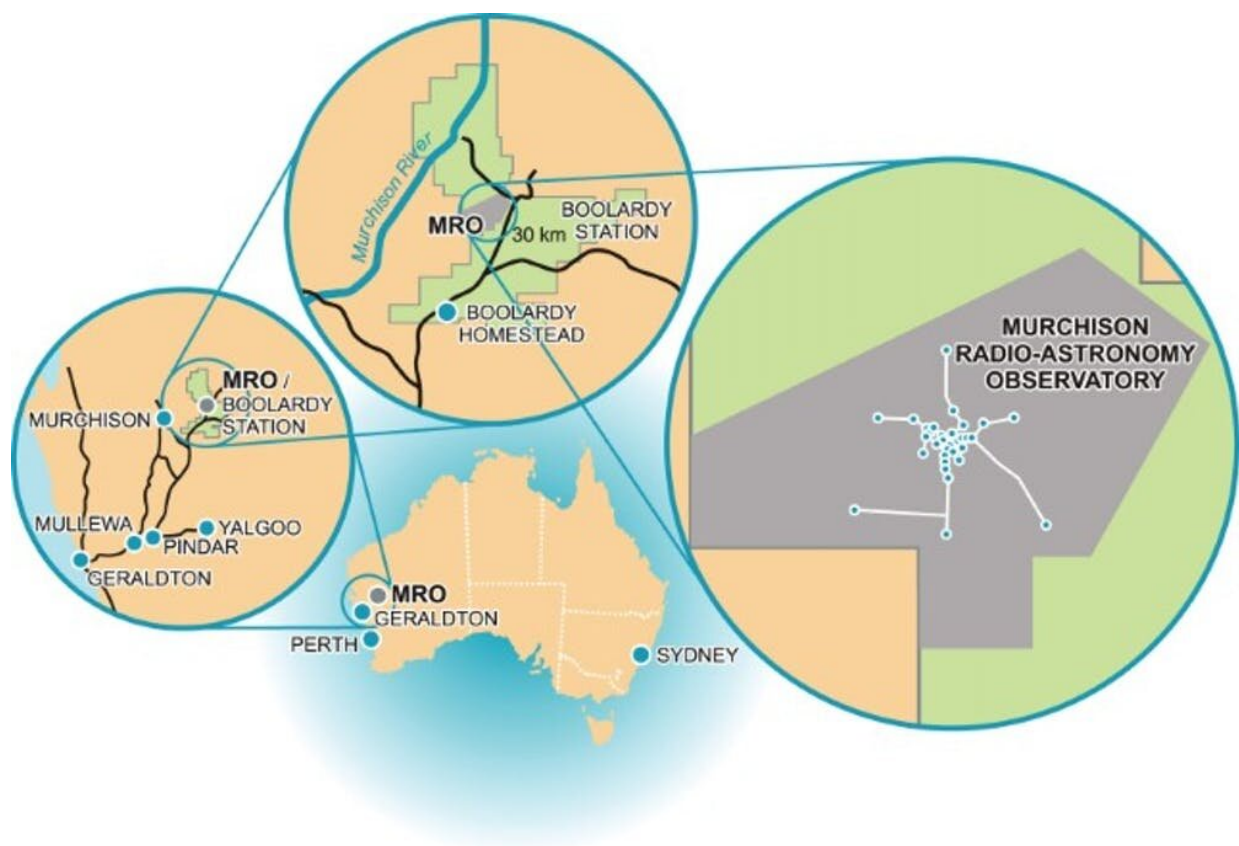 Murchison River
MRO
30 km
BOOLARDY
STATION
BOOLARDY
HOMESTEAD
MURCHISON
RADIO-ASTRONOMY
OBSERVATORY
MRO /
BOOLARDY
STATION
MURCHISON
MULLEWA
YALGOO
PINDAR
GERALDTON
MRO
GERALDTON
PERTH
SYDNEY